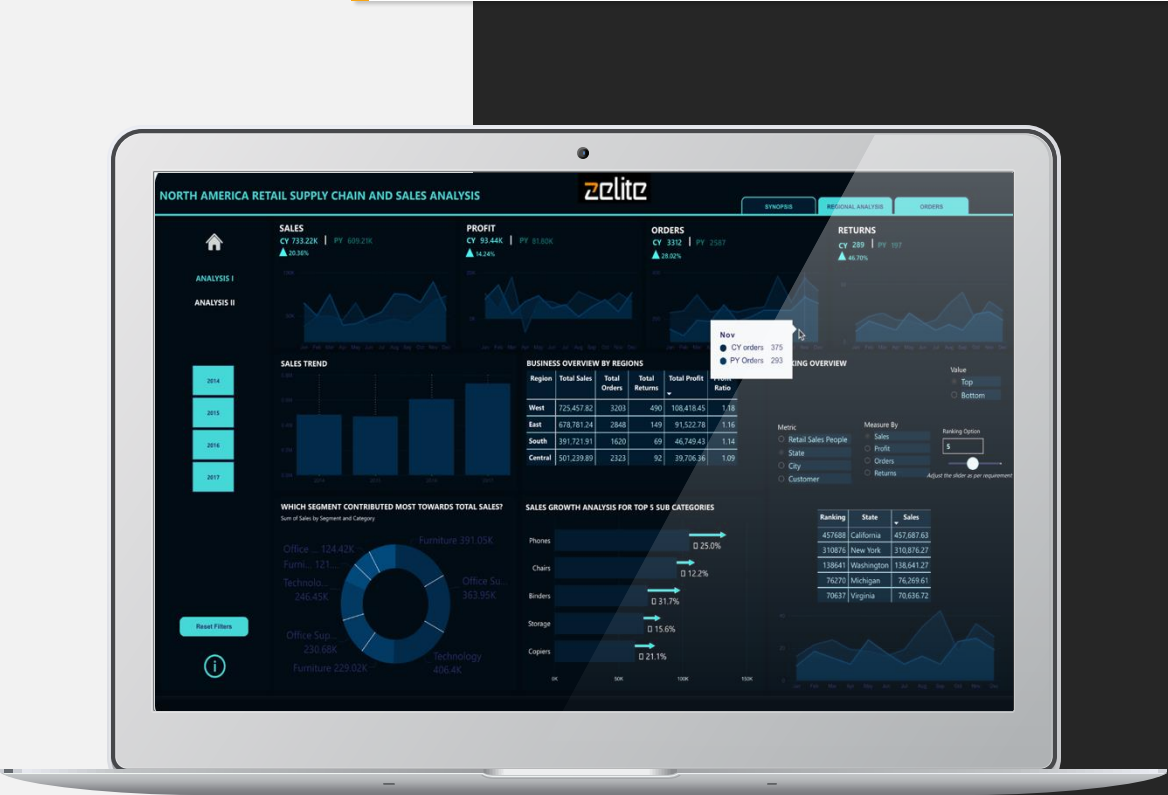 NORTH AMERICA RETAIL SUPPLY CHAIN AND SALES ANALYSIS
zelite
SYNOPSIS
REGIONAL ANALYSIS
ORDERS
ANALYSIS I
ANALYSIS II
2014
2015
2016
2017
Reset Filters
SALES
CY 733.22K | PY 609.21K
20.36%
PROFIT
CY 93.44K | PY 81.80K
14.24%
ORDERS
CY 3312 | PY 2587
28.02%
RETURNS
CY 289 | PY 197
46.70%
Nov
CY orders 375
PY Orders 293
SALES TREND
BUSINESS OVERVIEW BY REGIONS
Region Total Sales Total Orders Total Returns Total Profit Ratio
West 725,457.82 3203 490 108,418.45 1.18
East 678,781.24 2848 149 91,522.78 1.16
South 391,721.91 1620 69 46,749.43 1.14
Central 501,239.89 2323 92 39,706.36 1.09
KING OVERVIEW
Value
Top
Bottom
Metric
Retail Sales People
State
City
Customer
Measure By
Sales
Profit
Orders
Returns
Ranking Option
5
Adjust the slider as per requirement
WHICH SEGMENT CONTRIBUTED MOST TOWARDS TOTAL SALES?
Sum of Sales by Segment and Category
Furniture 391.05K
Office Su...
363.95K
Technology
406.4K
Furniture 229.02K
Office Sup...
230.68K
Technolo...
246.45K
Furni... 121...
Office ... 124.42K
SALES GROWTH ANALYSIS FOR TOP 5 SUB CATEGORIES
Phones 25.0%
Chairs 12.2%
Binders 31.7%
Storage 15.6%
Copiers 21.1%
0K 50K 100K 150K
Ranking State Sales
457688 California 457,687.63
310876 New York 310,876.27
138641 Washington 138,641.27
76270 Michigan 76,269.61
70637 Virginia 70,636.72